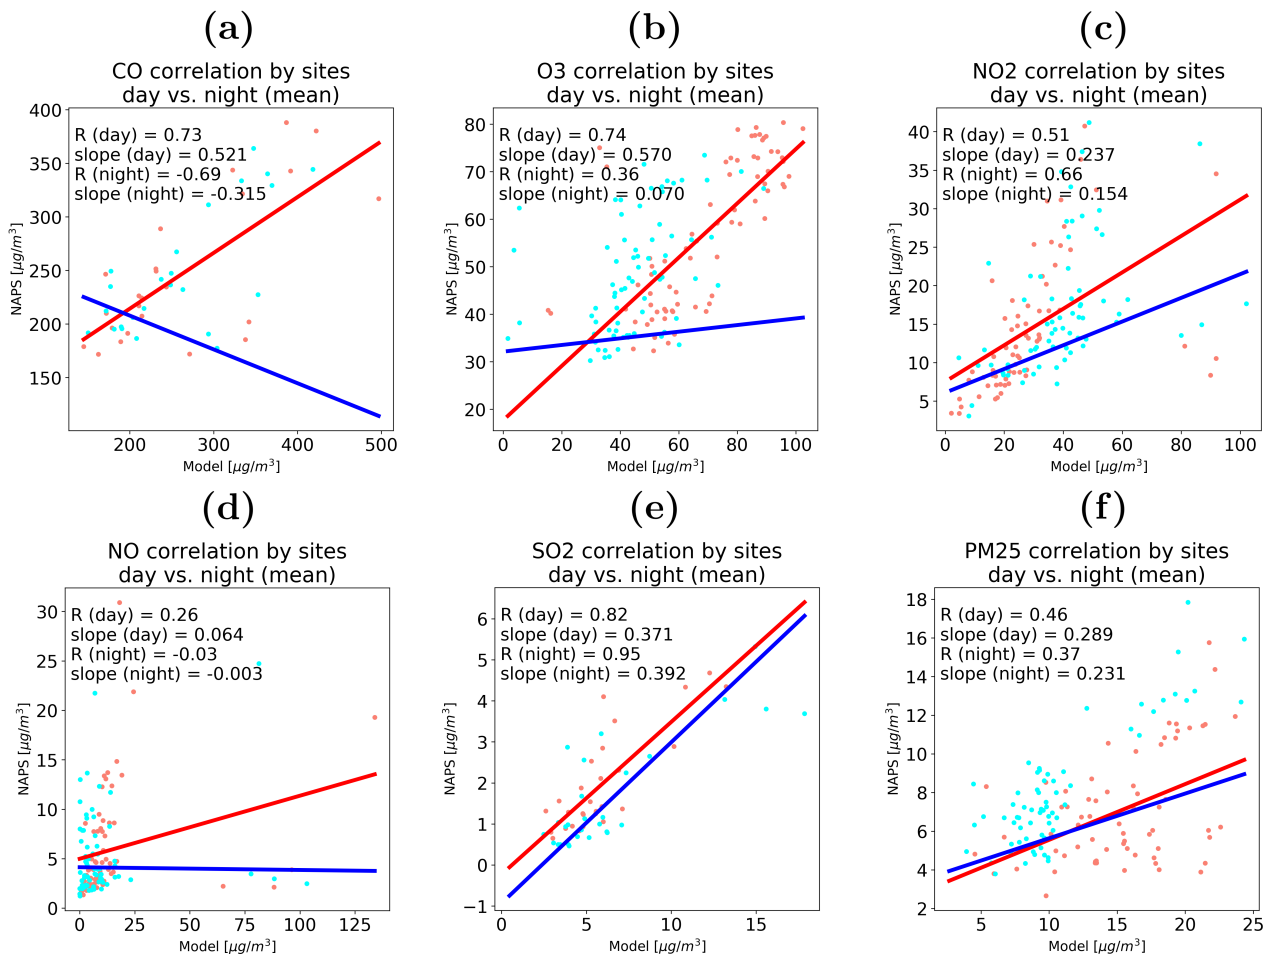 (a)
CO correlation by sites
day vs. night (mean)
R (day) = 0.73
slope (day) = 0.521
R (night) = -0.69
slope (night) = -0.315
400
350
300
250
200
150
NAPS [μg/m³]
200 300 400 500
Model [μg/m³]
(b)
O3 correlation by sites
day vs. night (mean)
R (day) = 0.74
slope (day) = 0.570
R (night) = 0.36
slope (night) = 0.070
80
70
60
50
40
30
20
NAPS [μg/m³]
0 20 40 60 80 100
Model [μg/m³]
(c)
NO2 correlation by sites
day vs. night (mean)
R (day) = 0.51
slope (day) = 0.237
R (night) = 0.66
slope (night) = 0.154
40
35
30
25
20
15
10
5
NAPS [μg/m³]
0 20 40 60 80 100
Model [μg/m³]
(d)
NO correlation by sites
day vs. night (mean)
R (day) = 0.26
slope (day) = 0.064
R (night) = -0.03
slope (night) = -0.003
30
25
20
15
10
5
0
NAPS [μg/m³]
0 25 50 75 100 125
Model [μg/m³]
(e)
SO2 correlation by sites
day vs. night (mean)
R (day) = 0.82
slope (day) = 0.371
R (night) = 0.95
slope (night) = 0.392
6
5
4
3
2
1
0
−1
NAPS [μg/m³]
0 5 10 15
Model [μg/m³]
(f)
PM25 correlation by sites
day vs. night (mean)
R (day) = 0.46
slope (day) = 0.289
R (night) = 0.37
slope (night) = 0.231
18
16
14
12
10
8
6
4
2
NAPS [μg/m³]
5 10 15 20 25
Model [μg/m³]